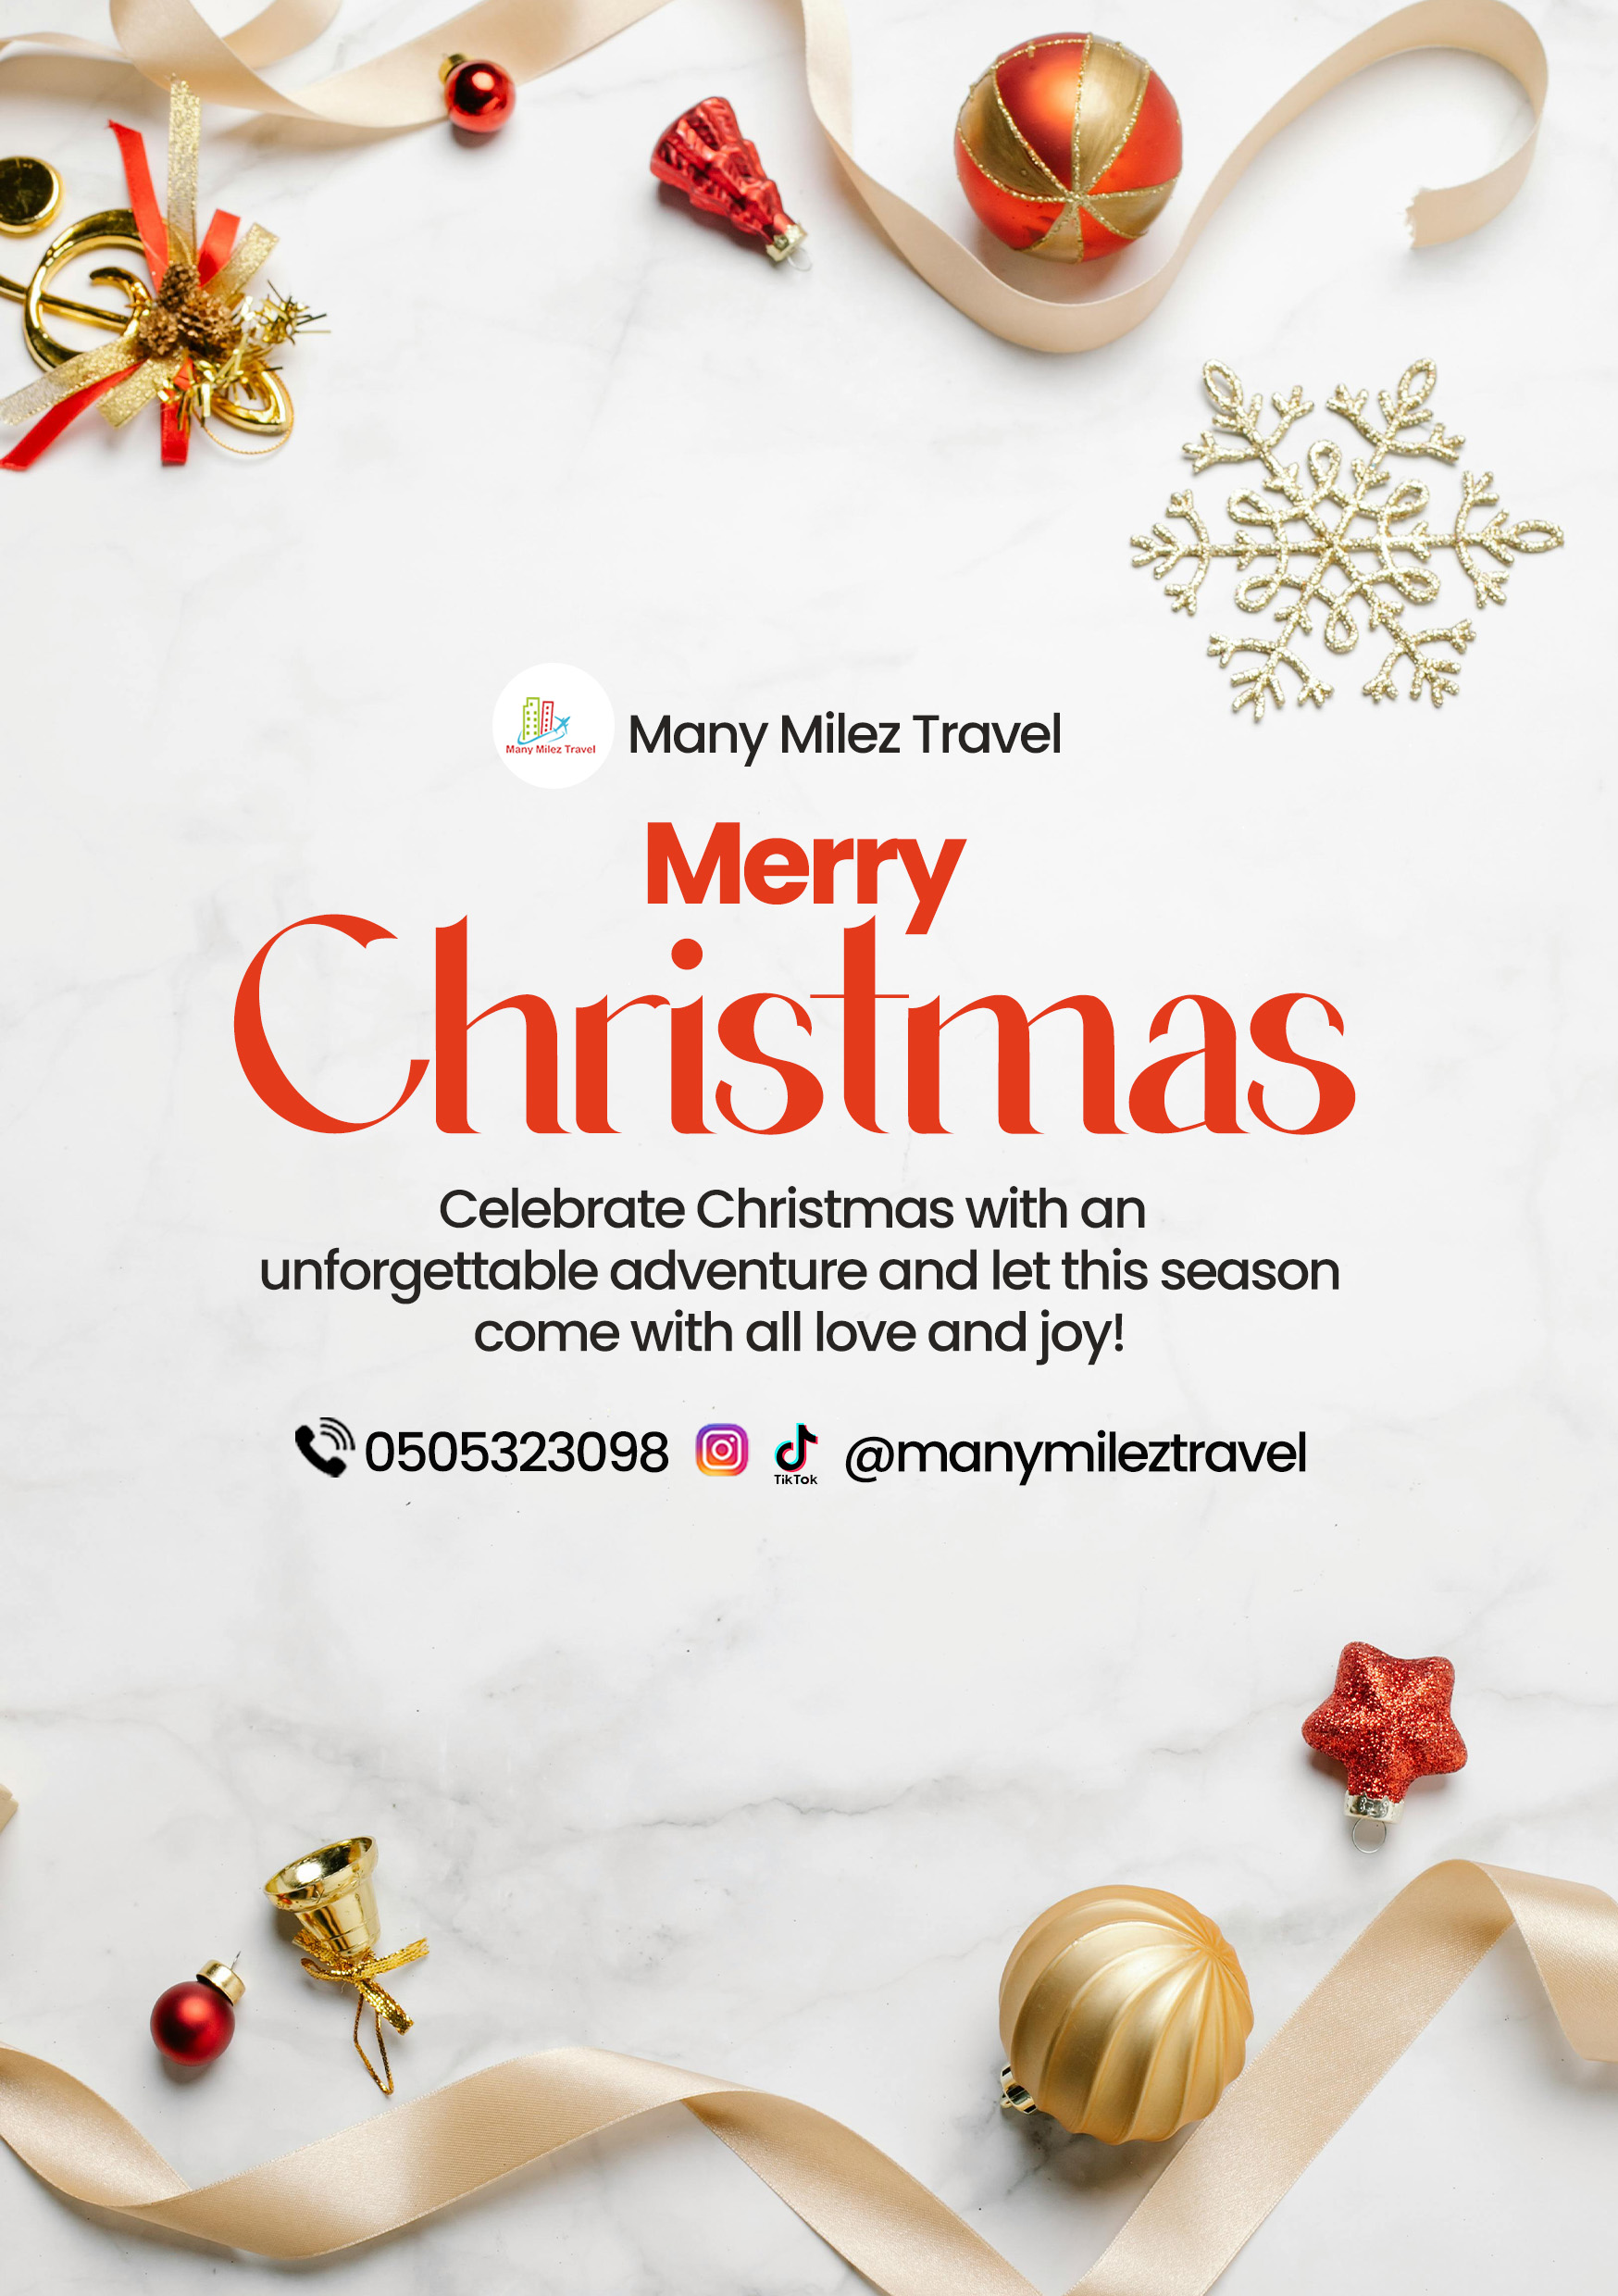 Many Milez Travel
Many Milez Travel
Merry
Christmas
Celebrate Christmas with an
unforgettable adventure and let this season
come with all love and joy!
0505323098 TikTok @manymileztravel